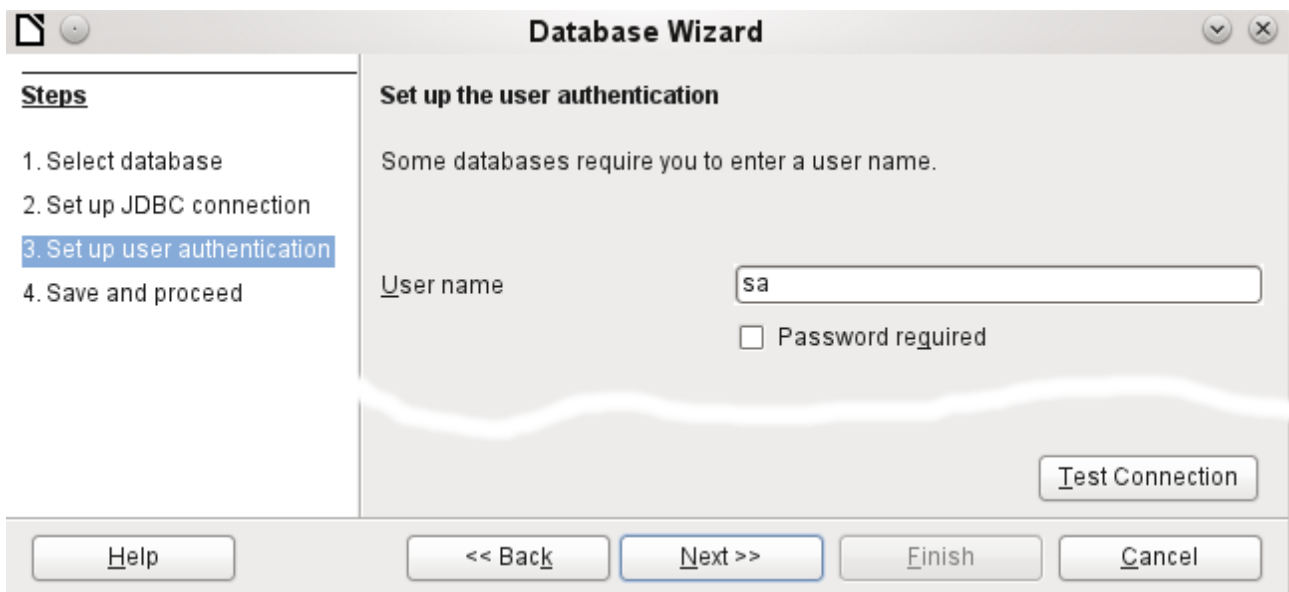 Database Wizard
Steps
1. Select database
2. Set up JDBC connection
3. Set up user authentication
4. Save and proceed
Set up the user authentication
Some databases require you to enter a user name.
User name
sa
Password required
Test Connection
Help
<< Back
Next >>
Finish
Cancel